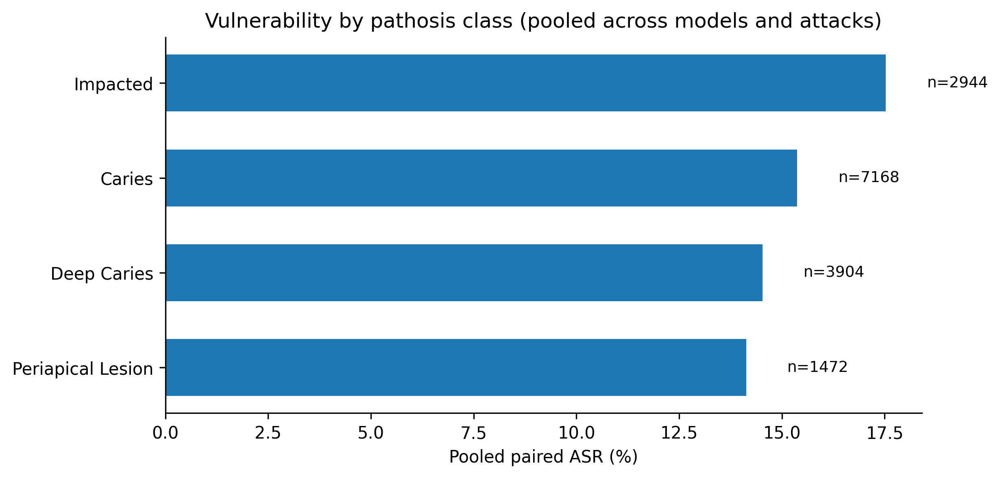 Vulnerability by pathosis class (pooled across models and attacks)
Impacted
n=2944
Caries
n=7168
Deep Caries
n=3904
Periapical Lesion
n=1472
0.0 2.5 5.0 7.5 10.0 12.5 15.0 17.5
Pooled paired ASR (%)